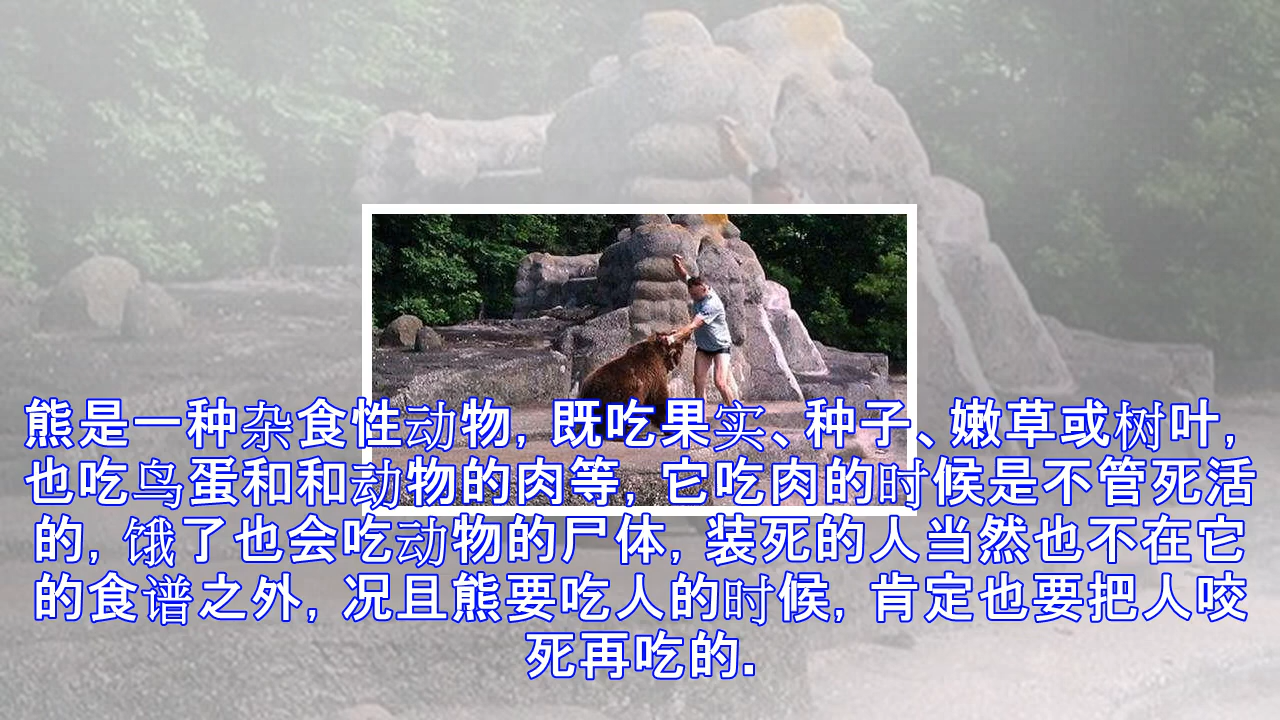 熊是一种杂食性动物, 既吃果实、种子、嫩草或树叶,
也吃鸟蛋和和动物的肉等, 它吃肉的时候是不管死活
的, 饿了也会吃动物的尸体, 装死的人当然也不在它
的食谱之外, 况且熊要吃人的时候, 肯定也要把人咬
死再吃的.